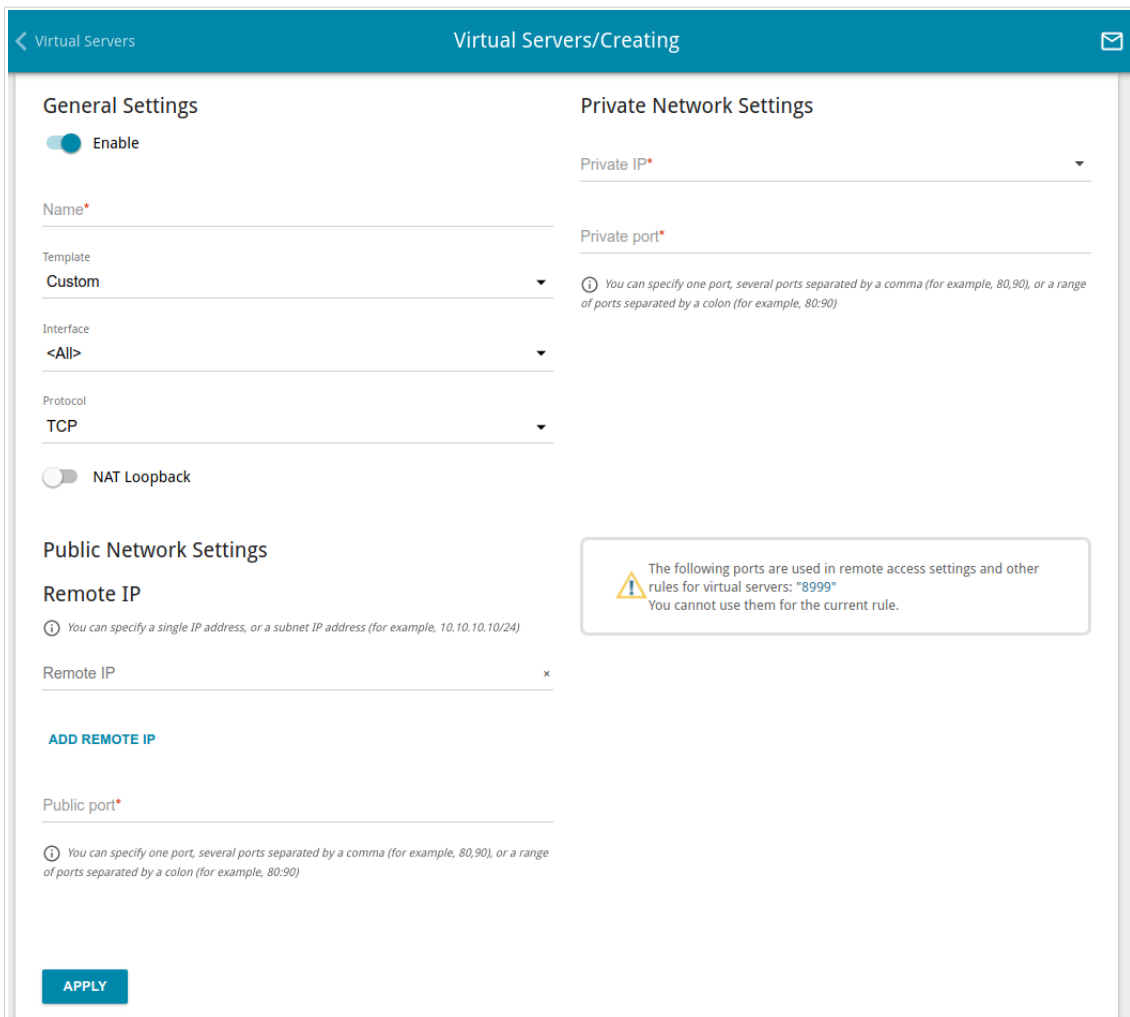 Virtual Servers
Virtual Servers/Creating
General Settings
Enable
Name*
Template
Custom
Interface
<All>
Protocol
TCP
NAT Loopback
Private Network Settings
Private IP*
Private port*
You can specify one port, several ports separated by a comma (for example, 80,90), or a range
of ports separated by a colon (for example, 80:90)
Public Network Settings
Remote IP
You can specify a single IP address, or a subnet IP address (for example, 10.10.10.10/24)
Remote IP
×
ADD REMOTE IP
Public port*
You can specify one port, several ports separated by a comma (for example, 80,90), or a range
of ports separated by a colon (for example, 80:90)
The following ports are used in remote access settings and other
rules for virtual servers: "8999"
You cannot use them for the current rule.
APPLY